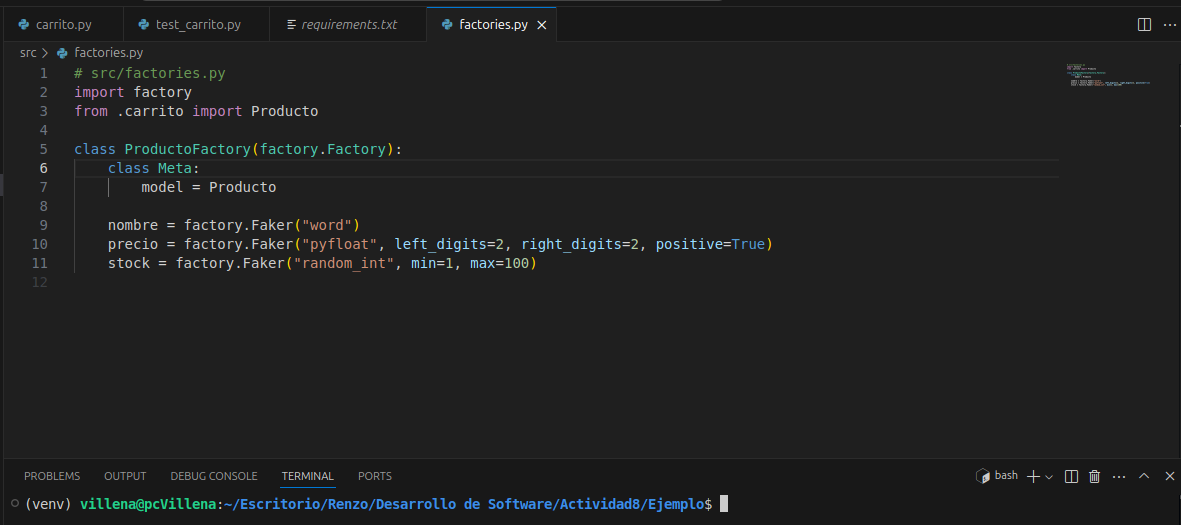 carrito.py test_carrito.py requirements.txt factories.py
src > factories.py
1 # src/factories.py
2 import factory
3 from .carrito import Producto
4
5 class ProductoFactory(factory.Factory):
6 class Meta:
7 model = Producto
8
9 nombre = factory.Faker("word")
10 precio = factory.Faker("pyfloat", left_digits=2, right_digits=2, positive=True)
11 stock = factory.Faker("random_int", min=1, max=100)
12
PROBLEMS OUTPUT DEBUG CONSOLE TERMINAL PORTS bash
(venv) villena@pcVillena:~/Escritorio/Renzo/Desarrollo de Software/Actividad8/Ejemplo$